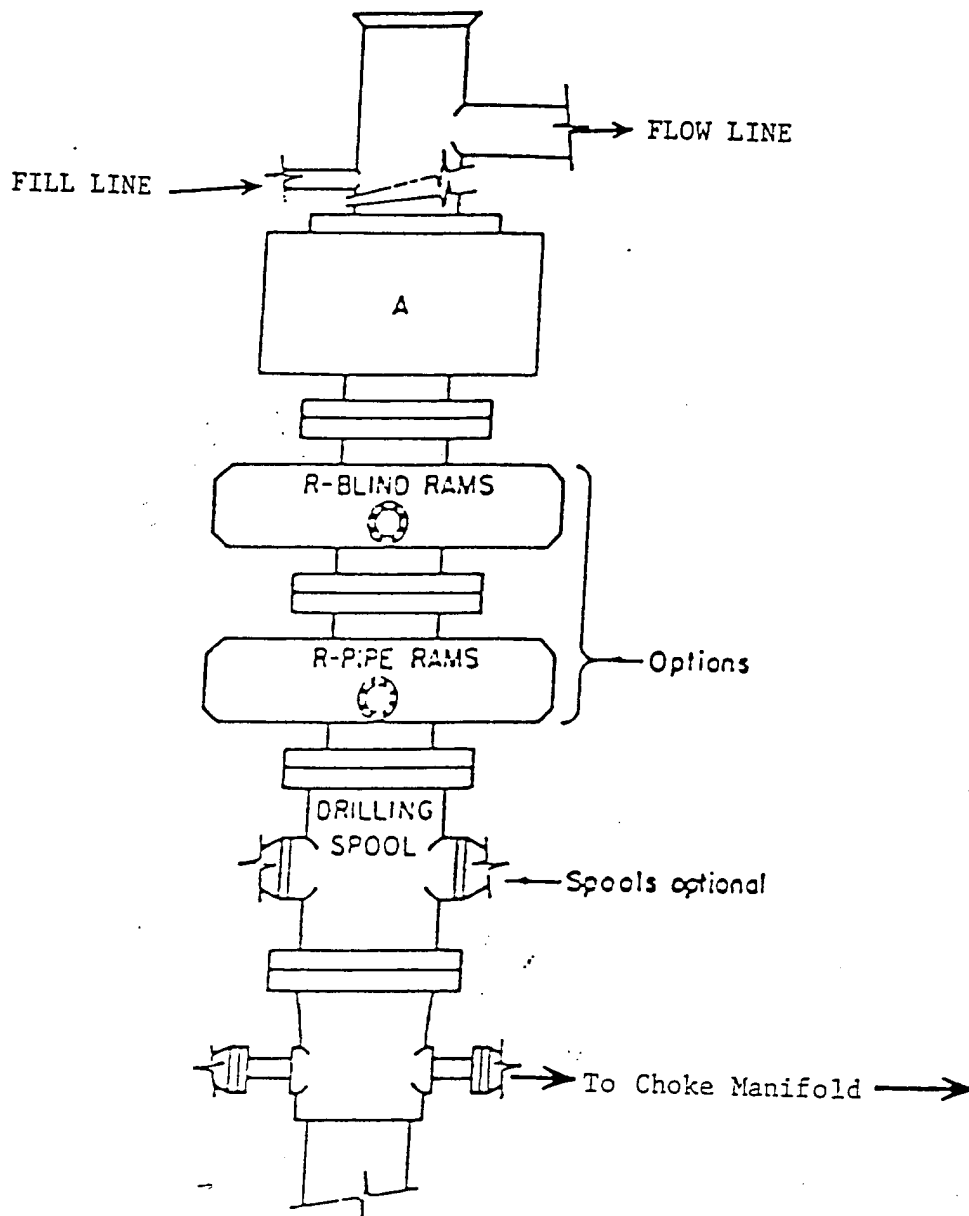 FLOW LINE
FILL LINE
A
R-BLIND RAMS
R-PIPE RAMS
Options
DRILLING
SPOOL
Spools optional
To Choke Manifold